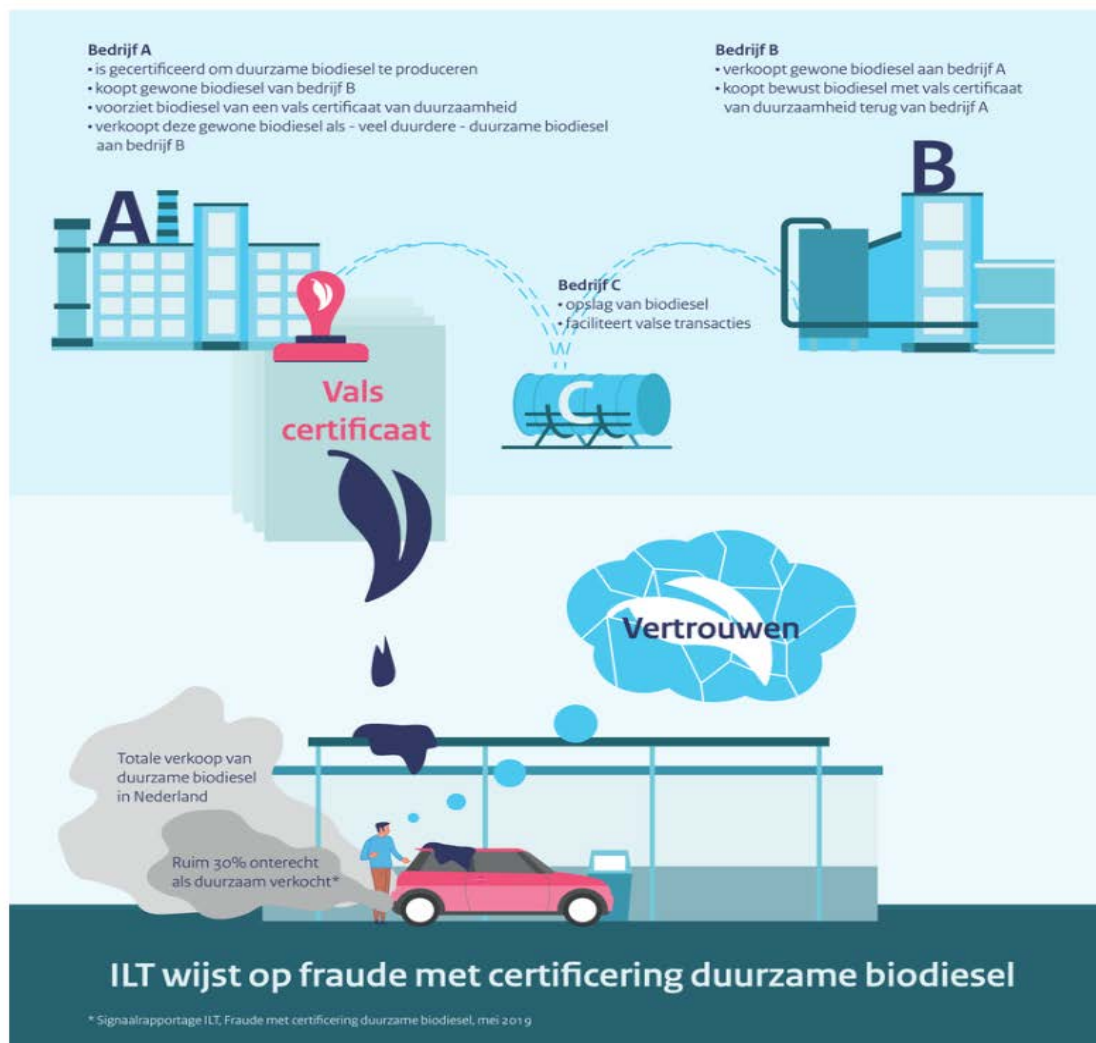 Bedrijf A
• is gecertificeerd om duurzame biodiesel te produceren
• koopt gewone biodiesel van bedrijf B
• voorziet biodiesel van een vals certificaat van duurzaamheid
• verkoopt deze gewone biodiesel als - veel duurdere - duurzame biodiesel
aan bedrijf B
Bedrijf B
• verkoopt gewone biodiesel aan bedrijf A
• koopt bewust biodiesel met vals certificaat
van duurzaamheid terug van bedrijf A
A
B
Bedrijf C
• opslag van biodiesel
• faciliteert valse transacties
C
Vals
certificaat
Vertrouwen
Totale verkoop van
duurzame biodiesel
in Nederland
Ruim 30% onterecht
als duurzaam verkocht*
ILT wijst op fraude met certificering duurzame biodiesel
* Signaalrapportage ILT, Fraude met certificering duurzame biodiesel, mei 2019